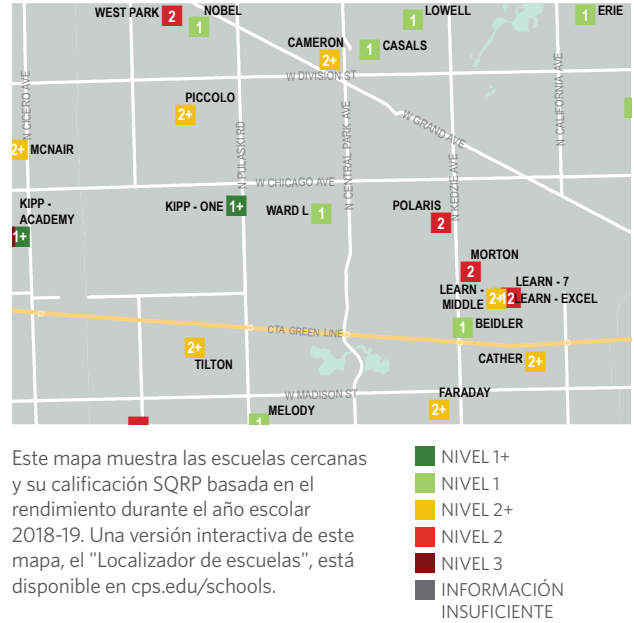 WEST PARK
2
NOBEL
1
LOWELL
1
ERIE
1
CAMERON
2+
CASALS
1
W DIVISION ST
N CICERO AVE
PICCOLO
2+
N PULASKI RD
N CENTRAL PARK AVE
W GRAND AVE
N CALIFORNIA AVE
2+
MCNAIR
W CHICAGO AVE
N KEDZIE AVE
KIPP -
ACADEMY
1+
KIPP - ONE
1+
WARD L
1
POLARIS
2
MORTON
2
LEARN -
MIDDLE
2+
LEARN - 7
2
LEARN - EXCEL
BEIDLER
1
CTA GREEN LINE
2+
TILTON
CATHER
2+
W MADISON ST
FARADAY
2+
MELODY
1
Este mapa muestra las escuelas cercanas
y su calificación SQRP basada en el
rendimiento durante el año escolar
2018-19. Una versión interactiva de este
mapa, el "Localizador de escuelas", está
disponible en cps.edu/schools.
NIVEL 1+
NIVEL 1
NIVEL 2+
NIVEL 2
NIVEL 3
INFORMACIÓN
INSUFICIENTE